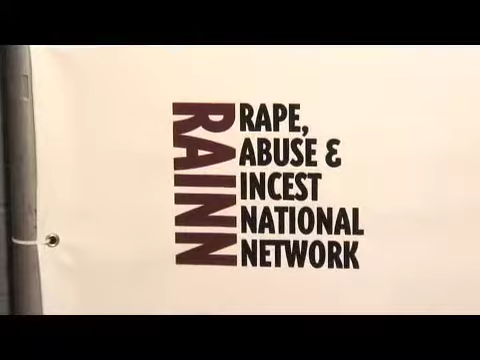 RAINN
RAPE,
ABUSE &
INCEST
NATIONAL
NETWORK